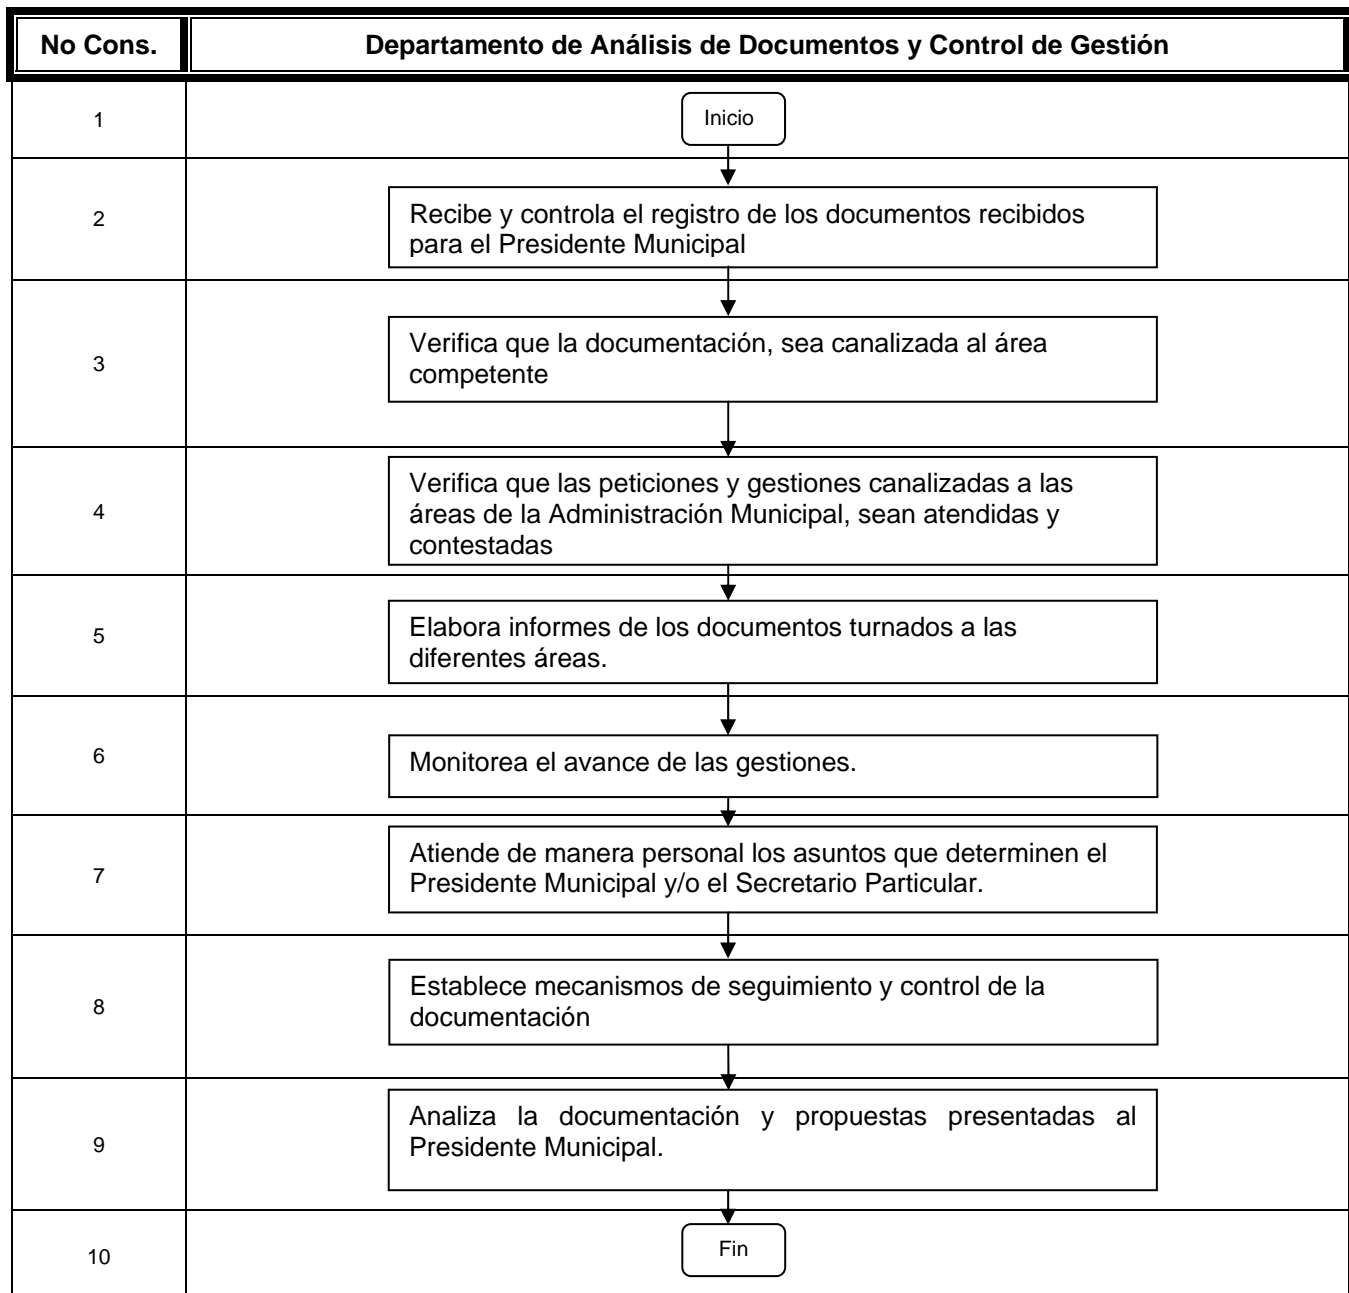 No Cons.
Departamento de Análisis de Documentos y Control de Gestión
1
Inicio
2
Recibe y controla el registro de los documentos recibidos
para el Presidente Municipal
3
Verifica que la documentación, sea canalizada al área
competente
4
Verifica que las peticiones y gestiones canalizadas a las
áreas de la Administración Municipal, sean atendidas y
contestadas
5
Elabora informes de los documentos turnados a las
diferentes áreas.
6
Monitorea el avance de las gestiones.
7
Atiende de manera personal los asuntos que determinen el
Presidente Municipal y/o el Secretario Particular.
8
Establece mecanismos de seguimiento y control de la
documentación
9
Analiza la documentación y propuestas presentadas al
Presidente Municipal.
10
Fin